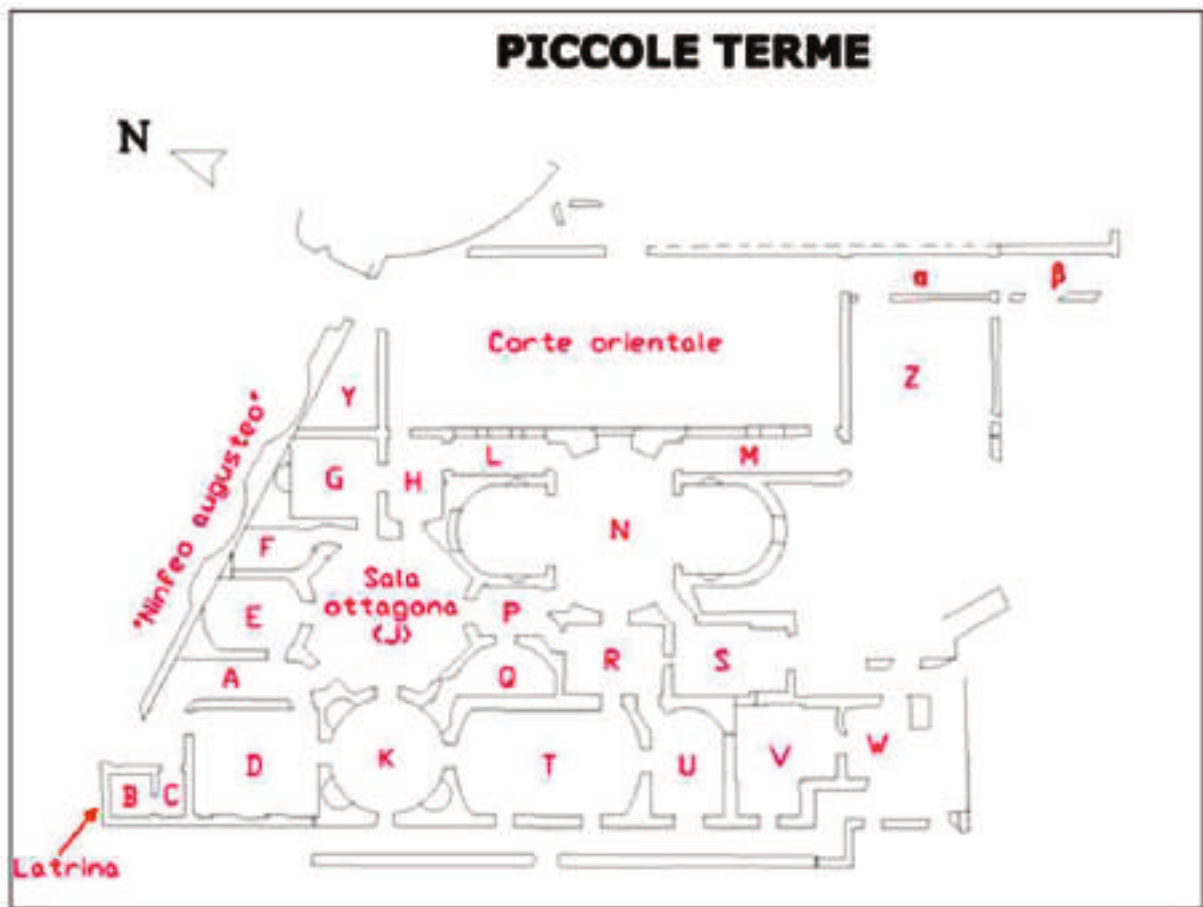 PICCOLE TERME
N
α
β
Corte orientale
Z
Y
"Ninfeo augusteo"
L
M
G
H
N
F
Sala
ottagona
(J)
E
P
A
Q
R
S
D
K
T
U
V
W
B
C
Latrina